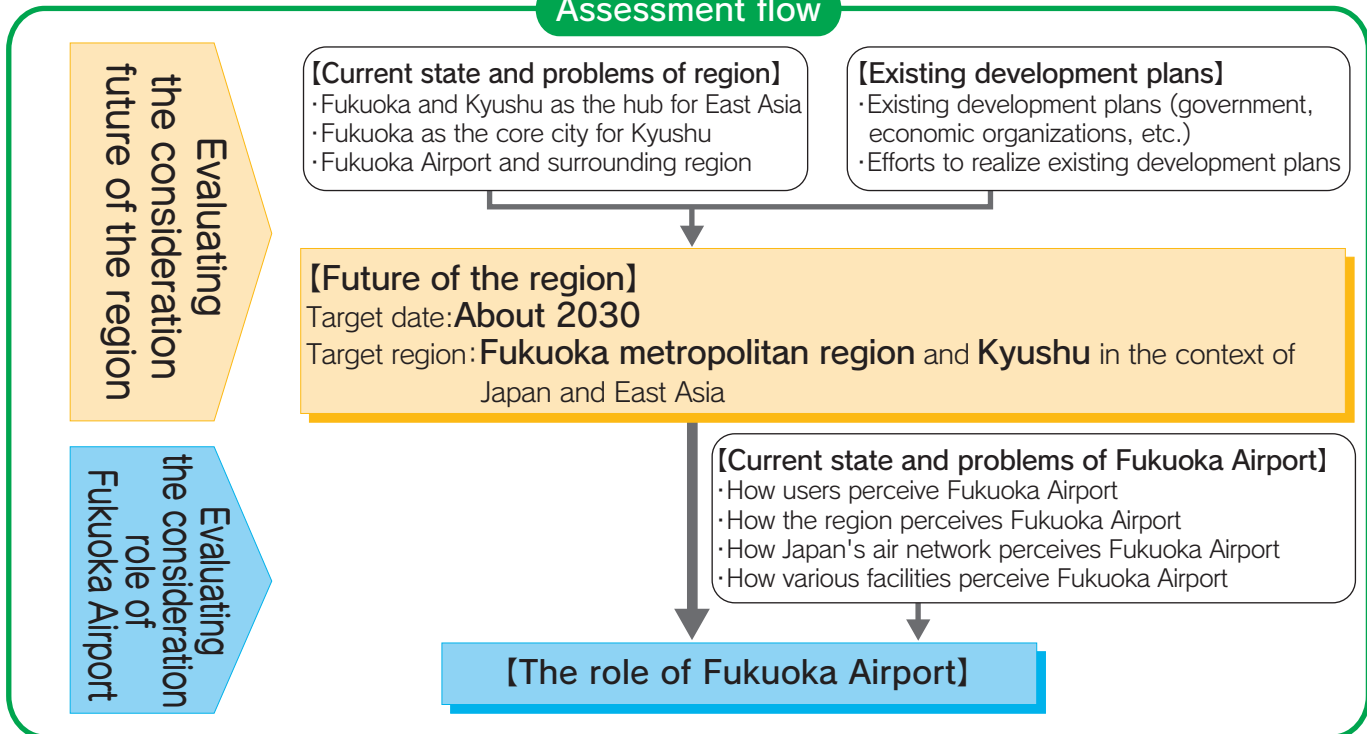 Assessment flow
Evaluating
the consideration
future of the region
【Current state and problems of region】
·Fukuoka and Kyushu as the hub for East Asia
·Fukuoka as the core city for Kyushu
·Fukuoka Airport and surrounding region
【Existing development plans】
·Existing development plans (government,
economic organizations, etc.)
·Efforts to realize existing development plans
【Future of the region】
Target date:About 2030
Target region:Fukuoka metropolitan region and Kyushu in the context of
Japan and East Asia
Evaluating
the consideration
role of
Fukuoka Airport
【Current state and problems of Fukuoka Airport】
·How users perceive Fukuoka Airport
·How the region perceives Fukuoka Airport
·How Japan's air network perceives Fukuoka Airport
·How various facilities perceive Fukuoka Airport
【The role of Fukuoka Airport】